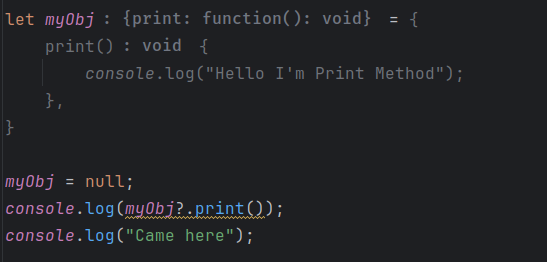 let myObj : {print: function(): void} = {
print() : void {
console.log("Hello I'm Print Method");
},
}
myObj = null;
console.log(myObj?.print());
console.log("Came here");